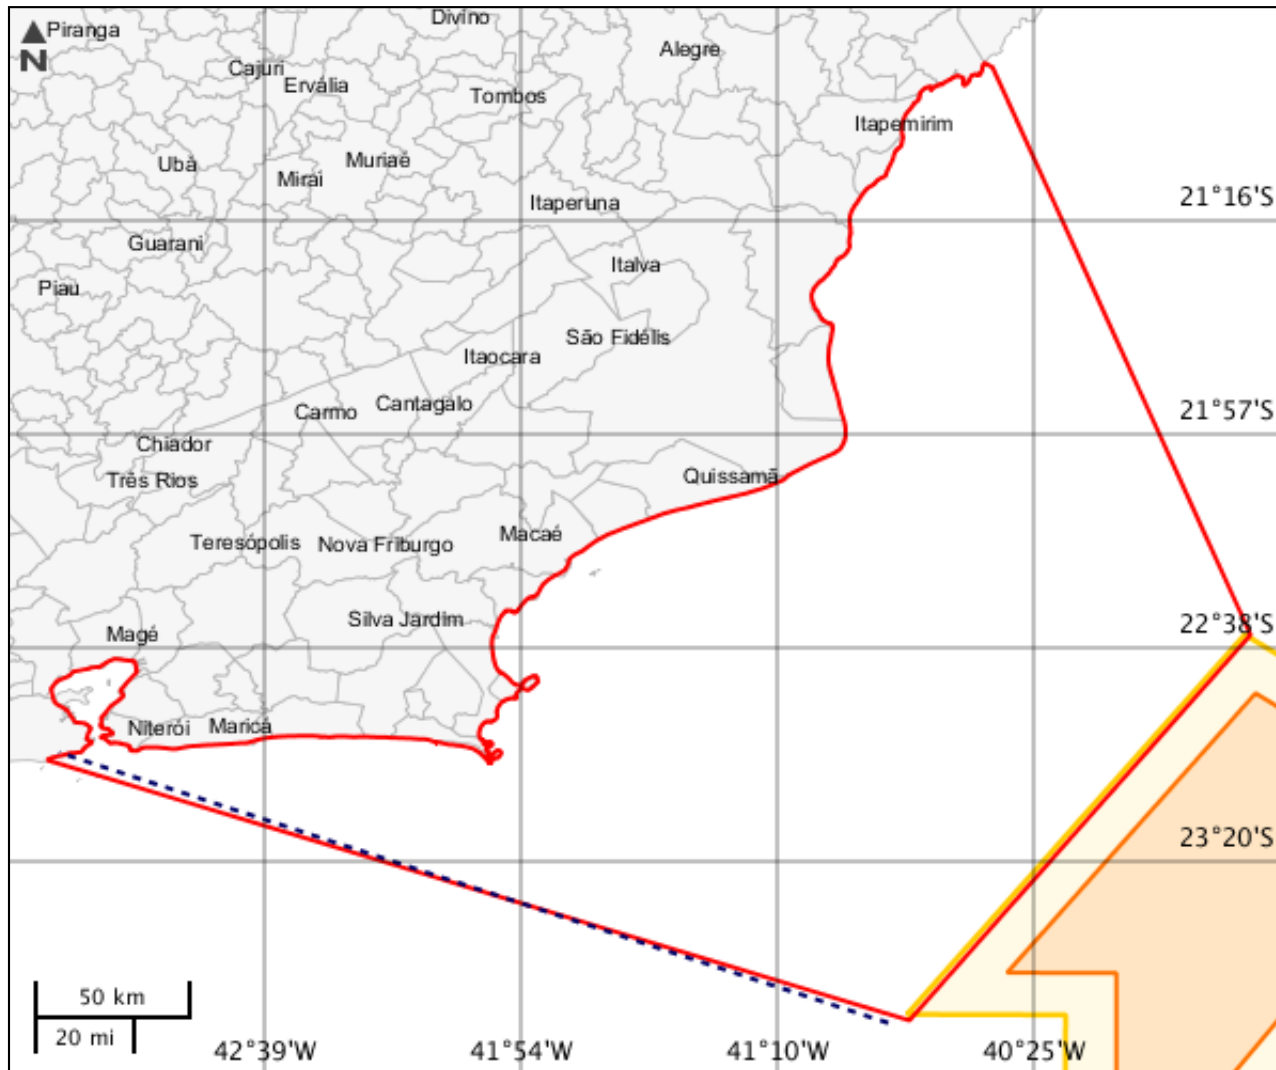 Divino
Piranga
N
Alegre
Cajuri
Ervália
Tombos
Itapemirim
Ubá
Muriaé
Mirai
Itaperuna
21°16'S
Guarani
Italva
Piau
São Fidélis
Itaocara
Carmo
Cantagalo
21°57'S
Chiador
Três Rios
Quissamã
Macaé
Teresópolis
Nova Friburgo
Silva Jardim
22°38'S
Magé
Niterói
Maricá
23°20'S
50 km
20 mi
42°39'W
41°54'W
41°10'W
40°25'W